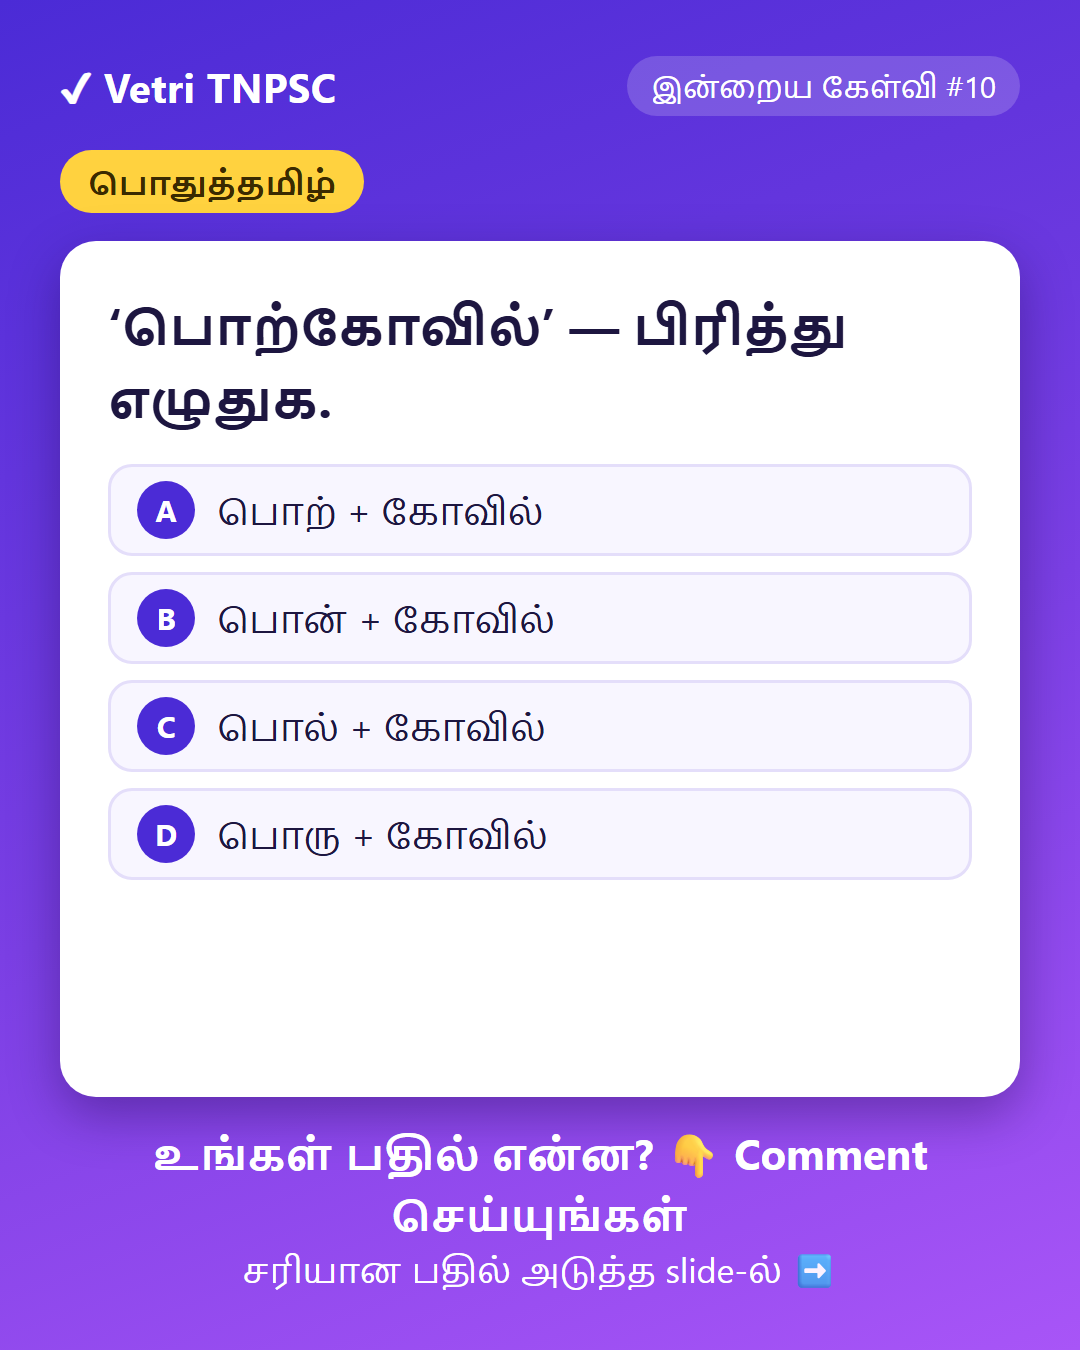 ✔ Vetri TNPSC
இன்றைய கேள்வி #10
பொதுத்தமிழ்
‘பொற்கோவில்’ — பிரித்து
எழுதுக.
A பொற் + கோவில்
B பொன் + கோவில்
C பொல் + கோவில்
D பொரு + கோவில்
உங்கள் பதில் என்ன? 👇 Comment
செய்யுங்கள்
சரியான பதில் அடுத்த slide-ல் ➡️